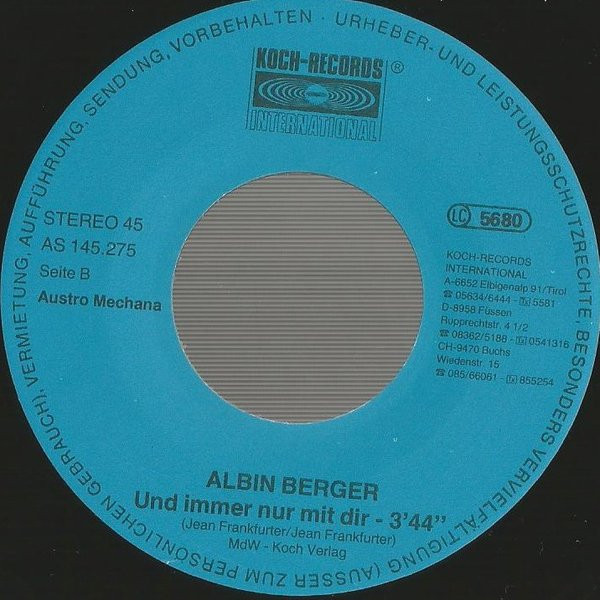 URHEBER- UND LEISTUNGSSCHUTZRECHTE, BESONDERS VERVIELFÄLTIGUNG (AUSSER ZUM PERSÖNLICHEN GEBRAUCH), VERMIETUNG, AUFFÜHRUNG, SENDUNG, VORBEHALTEN ·
KOCH-RECORDS ®
INTERNATIONAL
STEREO 45
AS 145.275
Seite B
Austro Mechana
LC 5680
KOCH-RECORDS
INTERNATIONAL
A-6652 Elbigenalp 91/Tirol
☎ 05634/6444 - Tx 5581
D-8958 Füssen
Rupprechtstr. 4 1/2
☎ 08362/5188 - Tx 0541316
CH-9470 Buchs
Wiedenstr. 15
☎ 085/66061 - Tx 855254
ALBIN BERGER
Und immer nur mit dir - 3'44"
(Jean Frankfurter/Jean Frankfurter)
MdW - Koch Verlag